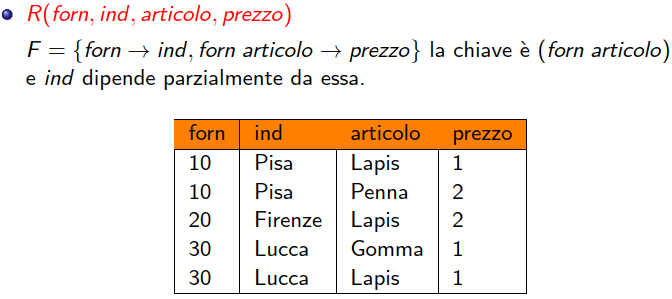 R(forn, ind, articolo, prezzo)
F = {forn → ind, forn articolo → prezzo} la chiave è (forn articolo)
e ind dipende parzialmente da essa.
forn ind articolo prezzo
10 Pisa Lapis 1
10 Pisa Penna 2
20 Firenze Lapis 2
30 Lucca Gomma 1
30 Lucca Lapis 1